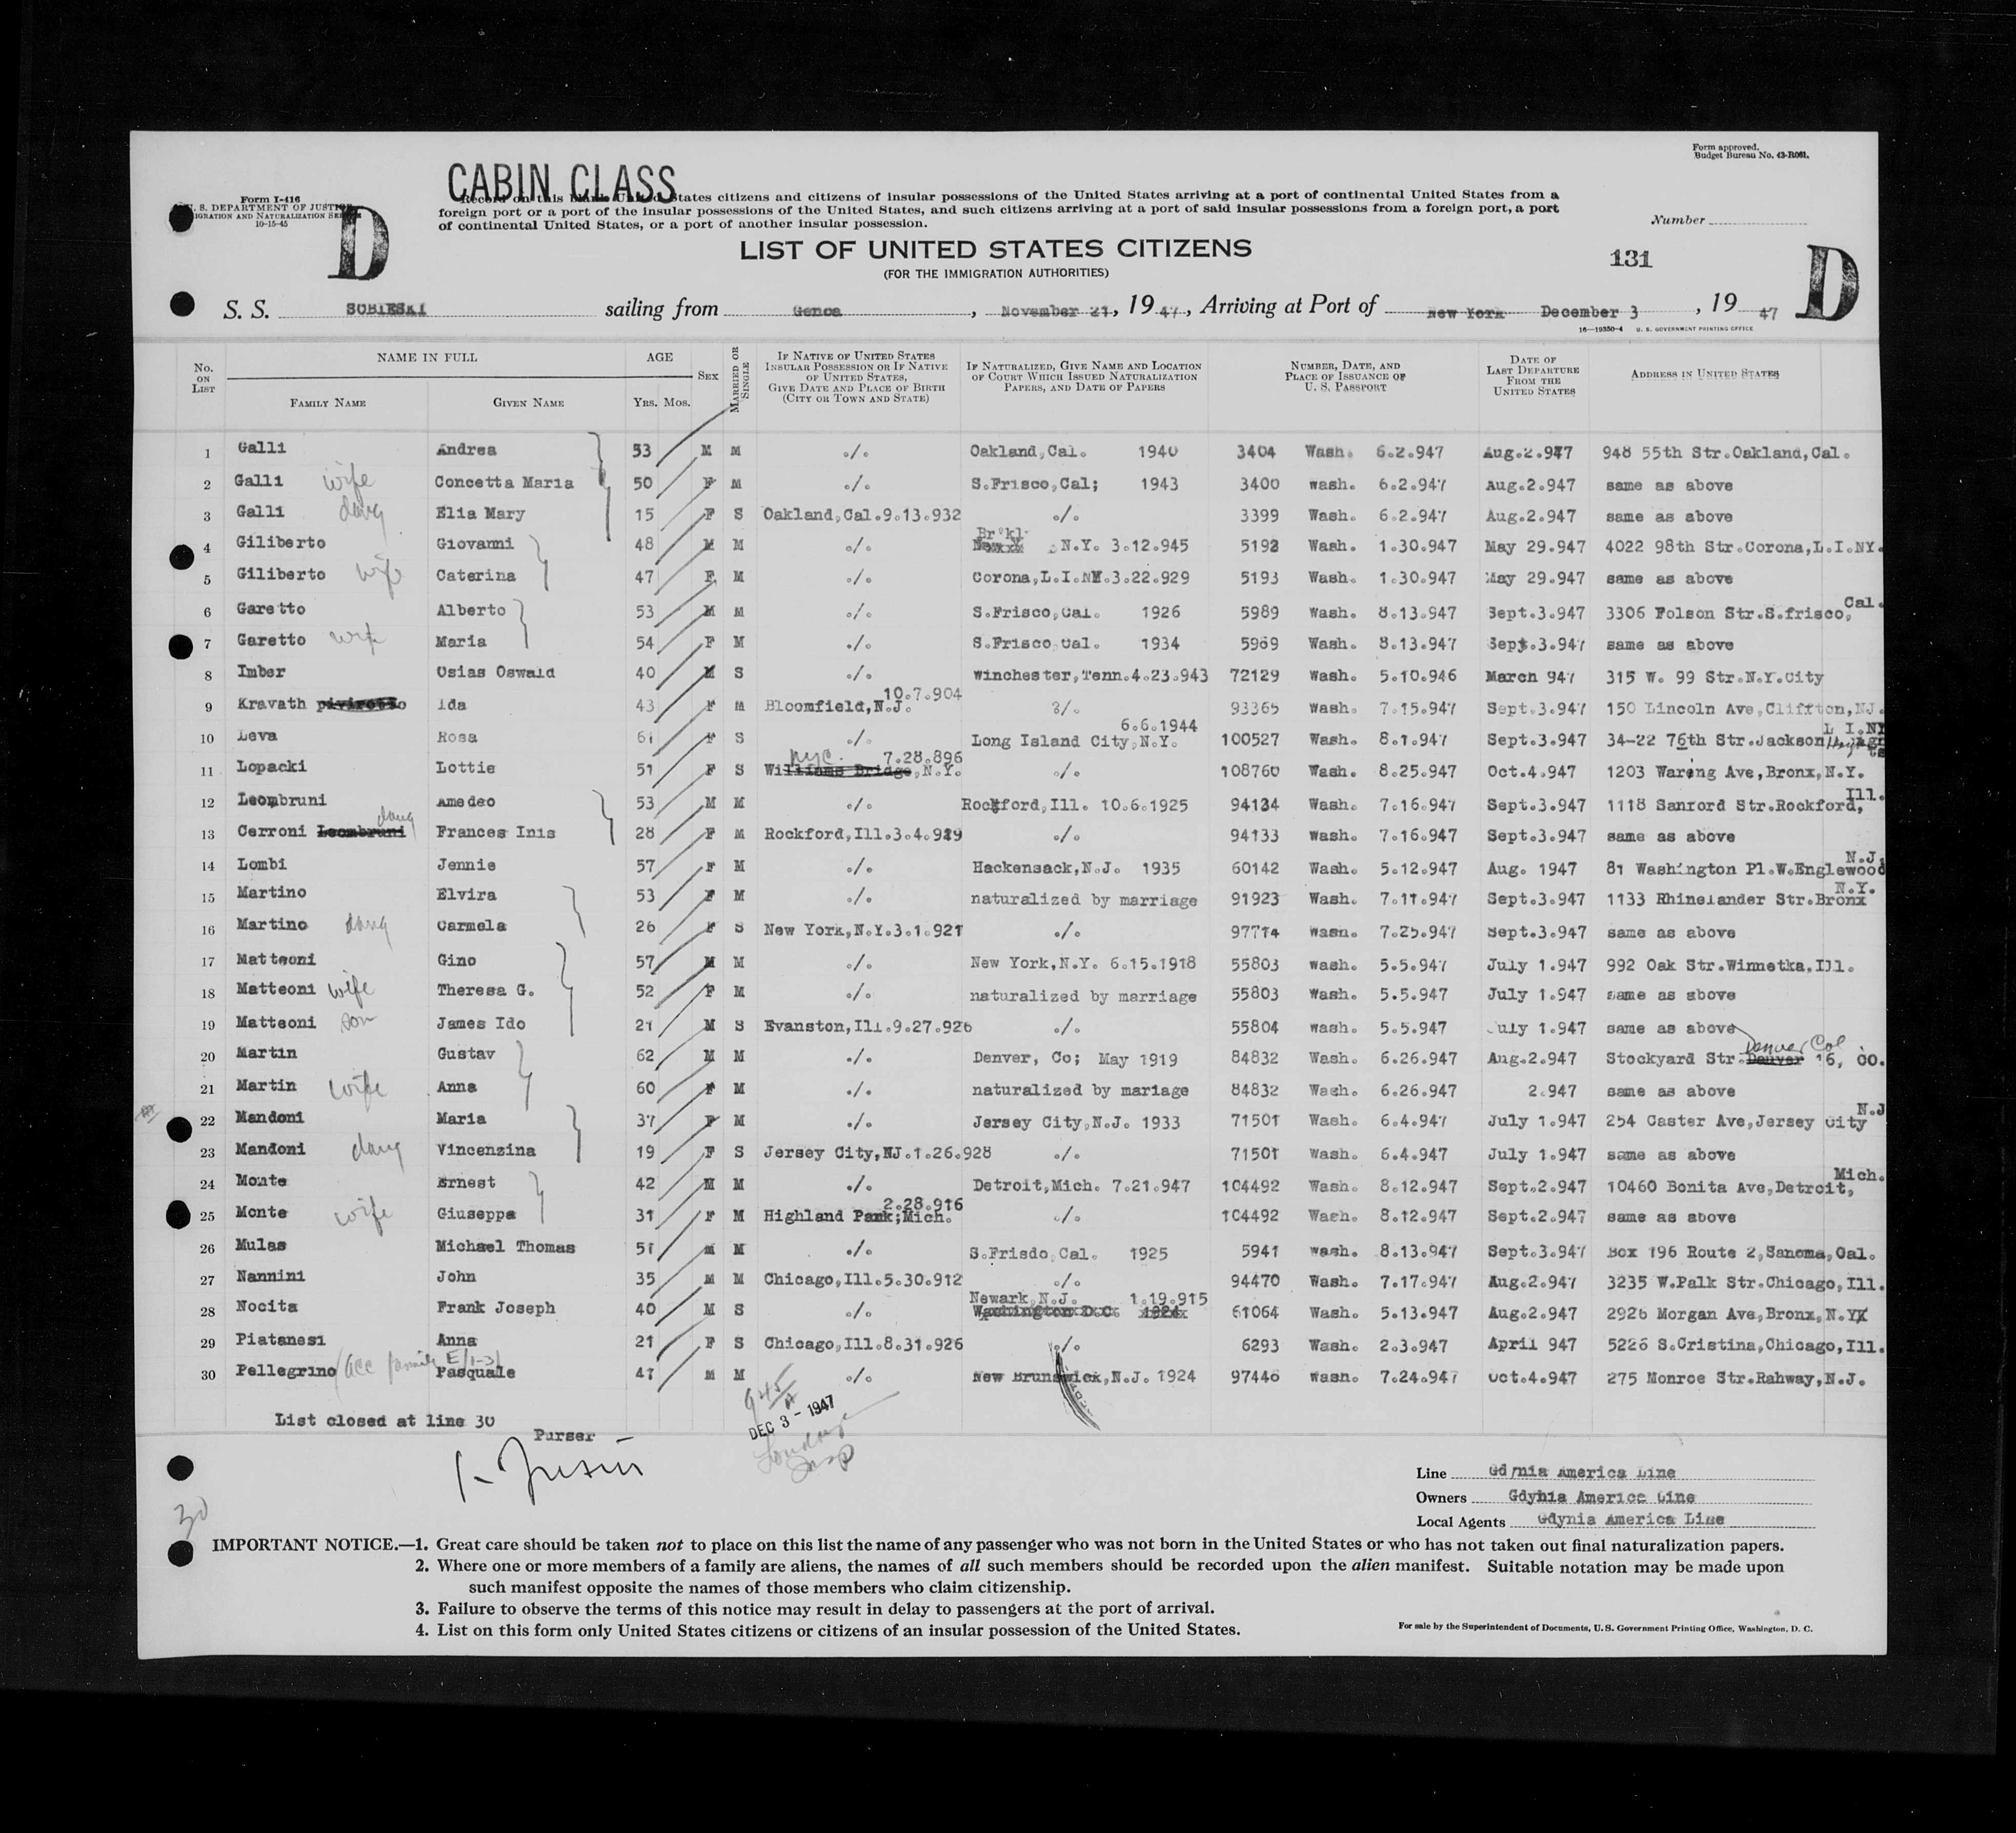 Form approved.
Budget Bureau No. 43-R061.
CABIN CLASS
Form I-416
U. S. DEPARTMENT OF JUSTICE
IMMIGRATION AND NATURALIZATION SERVICE
10-15-45
D
Record on this blank United States citizens and citizens of insular possessions of the United States arriving at a port of continental United States from a
foreign port or a port of the insular possessions of the United States, and such citizens arriving at a port of said insular possessions from a foreign port, a port
of continental United States, or a port of another insular possession.
Number
LIST OF UNITED STATES CITIZENS
(FOR THE IMMIGRATION AUTHORITIES)
131
D
S. S. SOBIESKI sailing from Genoa, November 21, 1947, Arriving at Port of New York December 3, 1947
16—19350-4 U. S. GOVERNMENT PRINTING OFFICE
No. ON LIST
NAME IN FULL
FAMILY NAME GIVEN NAME
AGE
YRS. MOS.
SEX
MARRIED OR SINGLE
IF NATIVE OF UNITED STATES INSULAR POSSESSION OR IF NATIVE OF UNITED STATES, GIVE DATE AND PLACE OF BIRTH (CITY OR TOWN AND STATE)
IF NATURALIZED, GIVE NAME AND LOCATION OF COURT WHICH ISSUED NATURALIZATION PAPERS, AND DATE OF PAPERS
NUMBER, DATE, AND PLACE OF ISSUANCE OF U. S. PASSPORT
DATE OF LAST DEPARTURE FROM THE UNITED STATES
ADDRESS IN UNITED STATES
1 Galli Andrea 53 M M ./. Oakland,Cal. 1940 3404 Wash. 6.2.947 Aug.2.947 948 55th Str.Oakland,Cal.
2 Galli wife Concetta Maria 50 F M ./. S.Frisco,Cal; 1943 3400 Wash. 6.2.947 Aug.2.947 same as above
3 Galli daug Elia Mary 15 F S Oakland,Cal.9.13.932 ./. 3399 Wash. 6.2.947 Aug.2.947 same as above
4 Giliberto Giovanni 48 M M ./. Br'kl. N.Y. 3.12.945 5192 Wash. 1.30.947 May 29.947 4022 98th Str.Corona,L.I.NY.
5 Giliberto wife Caterina 47 F M ./. Corona,L.I.NY.3.22.929 5193 Wash. 1.30.947 May 29.947 same as above
6 Garetto Alberto 53 M M ./. S.Frisco,Cal. 1926 5989 Wash. 8.13.947 Sept.3.947 3306 Folson Str.S.frisco, Cal.
7 Garetto wife Maria 54 F M ./. S.Frisco,Cal. 1934 5969 Wash. 8.13.947 Sept.3.947 same as above
8 Imber Osias Oswald 40 M S ./. Winchester,Tenn.4.23.943 72129 Wash. 5.10.946 March 947 315 W. 99 Str.N.Y.City
9 Kravath pivirotto Ida 43 F M Bloomfield,N.J. 10.7.904 ./. 93365 Wash. 7.15.947 Sept.3.947 150 Lincoln Ave,Cliffton,NJ.
10 Leva Rosa 61 F S ./. Long Island City,N.Y. 6.6.1944 100527 Wash. 8.1.947 Sept.3.947 34-22 76th Str.Jackson L I.NY
11 Lopacki Lottie 51 F S NYC. Williams Bridge,N.Y. 7.28.896 ./. 108760 Wash. 8.25.947 Oct.4.947 1203 Waring Ave,Bronx,N.Y.
12 Leombruni Amedeo 53 M M ./. Rockford,Ill. 10.6.1925 94134 Wash. 7.16.947 Sept.3.947 1118 Sanford Str.Rockford, Ill.
13 Cerroni Leombruni daug Frances Inis 28 F M Rockford,Ill.3.4.919 ./. 94133 Wash. 7.16.947 Sept.3.947 same as above
14 Lombi Jennie 57 F M ./. Hackensack,N.J. 1935 60142 Wash. 5.12.947 Aug. 1947 81 Washington Pl.W.Englewood N.J.
15 Martino Elvira 53 F M ./. naturalized by marriage 91923 Wash. 7.11.947 Sept.3.947 1133 Rhinelander Str.Bronx N.Y.
16 Martino daug Carmela 26 F S New York,N.Y.3.1.921 ./. 97714 Wash. 7.25.947 Sept.3.947 same as above
17 Matteoni Gino 57 M M ./. New York,N.Y. 6.15.1918 55803 Wash. 5.5.947 July 1.947 992 Oak Str.Winnetka,Ill.
18 Matteoni wife Theresa G. 52 F M ./. naturalized by marriage 55803 Wash. 5.5.947 July 1.947 same as above
19 Matteoni son James Ido 21 M S Evanston,Ill.9.27.926 ./. 55804 Wash. 5.5.947 July 1.947 same as above
20 Martin Gustav 62 M M ./. Denver, Co; May 1919 84832 Wash. 6.26.947 Aug.2.947 Stockyard Str. Denver 16, CO. Denver Col
21 Martin wife Anna 60 F M ./. naturalized by mariage 84832 Wash. 6.26.947 2.947 same as above
22 Mandoni Maria 37 F M ./. Jersey City,N.J. 1933 71501 Wash. 6.4.947 July 1.947 254 Caster Ave,Jersey City N.J
23 Mandoni daug Vincenzina 19 F S Jersey City,NJ.1.26.928 ./. 71501 Wash. 6.4.947 July 1.947 same as above
24 Monte Ernest 42 M M ./. Detroit,Mich. 7.21.947 104492 Wash. 8.12.947 Sept.2.947 10460 Bonita Ave,Detroit, Mich.
25 Monte wife Giuseppa 31 F M Highland Park;Mich. 2.28.916 ./. 104492 Wash. 8.12.947 Sept.2.947 same as above
26 Mulas Michael Thomas 51 M M ./. S.Frisdo,Cal. 1925 5941 Wash. 8.13.947 Sept.3.947 Box 196 Route 2,Sanoma,Cal.
27 Nannini John 35 M M Chicago,Ill.5.30.912 ./. 94470 Wash. 7.17.947 Aug.2.947 3235 W.Palk Str.Chicago,Ill.
28 Nocita Frank Joseph 40 M S ./. Newark,N.J. 1.19.915 Washington D.C. 1924 61064 Wash. 5.13.947 Aug.2.947 2926 Morgan Ave,Bronx,N.Y
29 Piatanesi Anna 21 F S Chicago,Ill.8.31.926 ./. 6293 Wash. 2.3.947 April 947 5226 S.Cristina,Chicago,Ill.
30 Pellegrino (acc family E/1-3/ Pasquale 47 M M ./. New Brunswick,N.J. 1924 97446 Wash. 7.24.947 Oct.4.947 275 Monroe Str.Rahway,N.J.
List closed at line 30
Purser
945
DEC 3 - 1947
Insp
30
Line Gdynia America Line
Owners Gdynia America Line
Local Agents Gdynia America Line
IMPORTANT NOTICE.—1. Great care should be taken not to place on this list the name of any passenger who was not born in the United States or who has not taken out final naturalization papers.
2. Where one or more members of a family are aliens, the names of all such members should be recorded upon the alien manifest. Suitable notation may be made upon
such manifest opposite the names of those members who claim citizenship.
3. Failure to observe the terms of this notice may result in delay to passengers at the port of arrival.
4. List on this form only United States citizens or citizens of an insular possession of the United States.
For sale by the Superintendent of Documents, U. S. Government Printing Office, Washington, D. C.